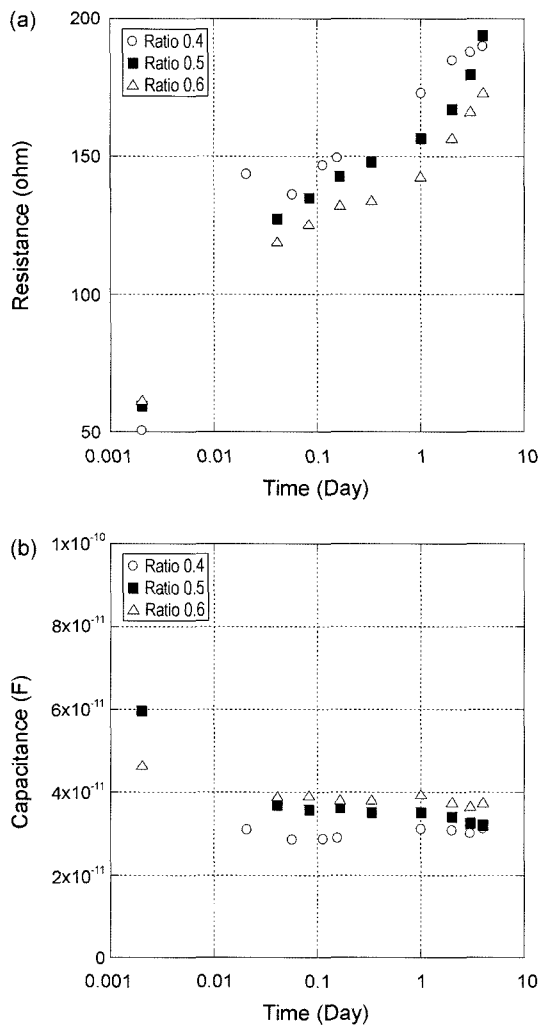 (a)
200
150
100
50
Resistance (ohm)
Ratio 0.4
Ratio 0.5
Ratio 0.6
0.001 0.01 0.1 1 10
Time (Day)
(b)
1x10⁻¹⁰
8x10⁻¹¹
6x10⁻¹¹
4x10⁻¹¹
2x10⁻¹¹
0
Capacitance (F)
Ratio 0.4
Ratio 0.5
Ratio 0.6
0.001 0.01 0.1 1 10
Time (Day)